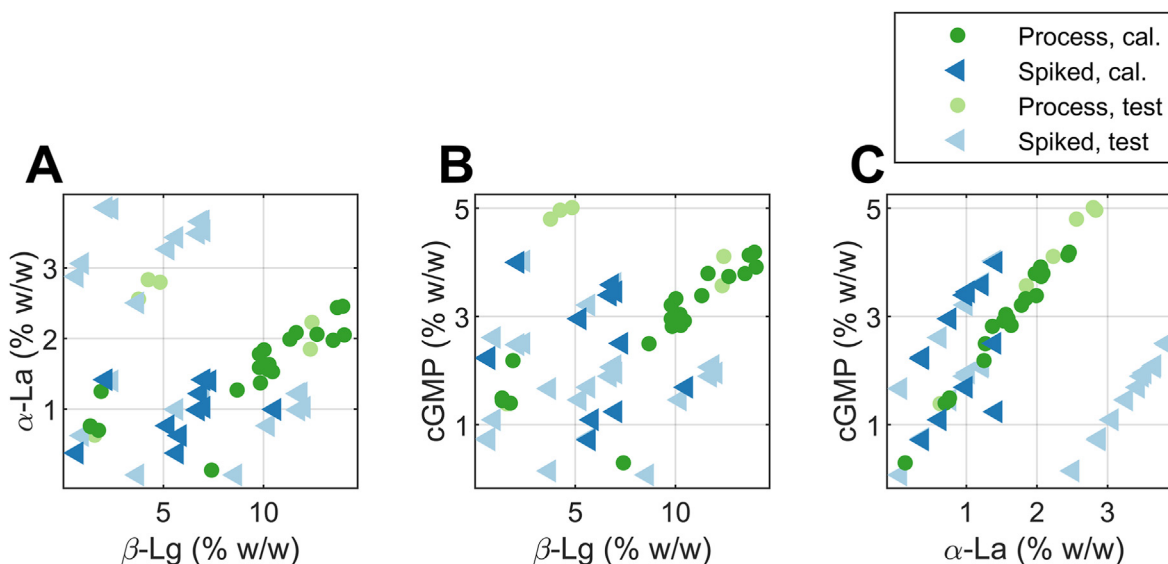 Process, cal.
Spiked, cal.
Process, test
Spiked, test
A
α-La (% w/w)
3
2
1
5
10
β-Lg (% w/w)
B
cGMP (% w/w)
5
3
1
5
10
β-Lg (% w/w)
C
cGMP (% w/w)
5
3
1
1
2
3
α-La (% w/w)